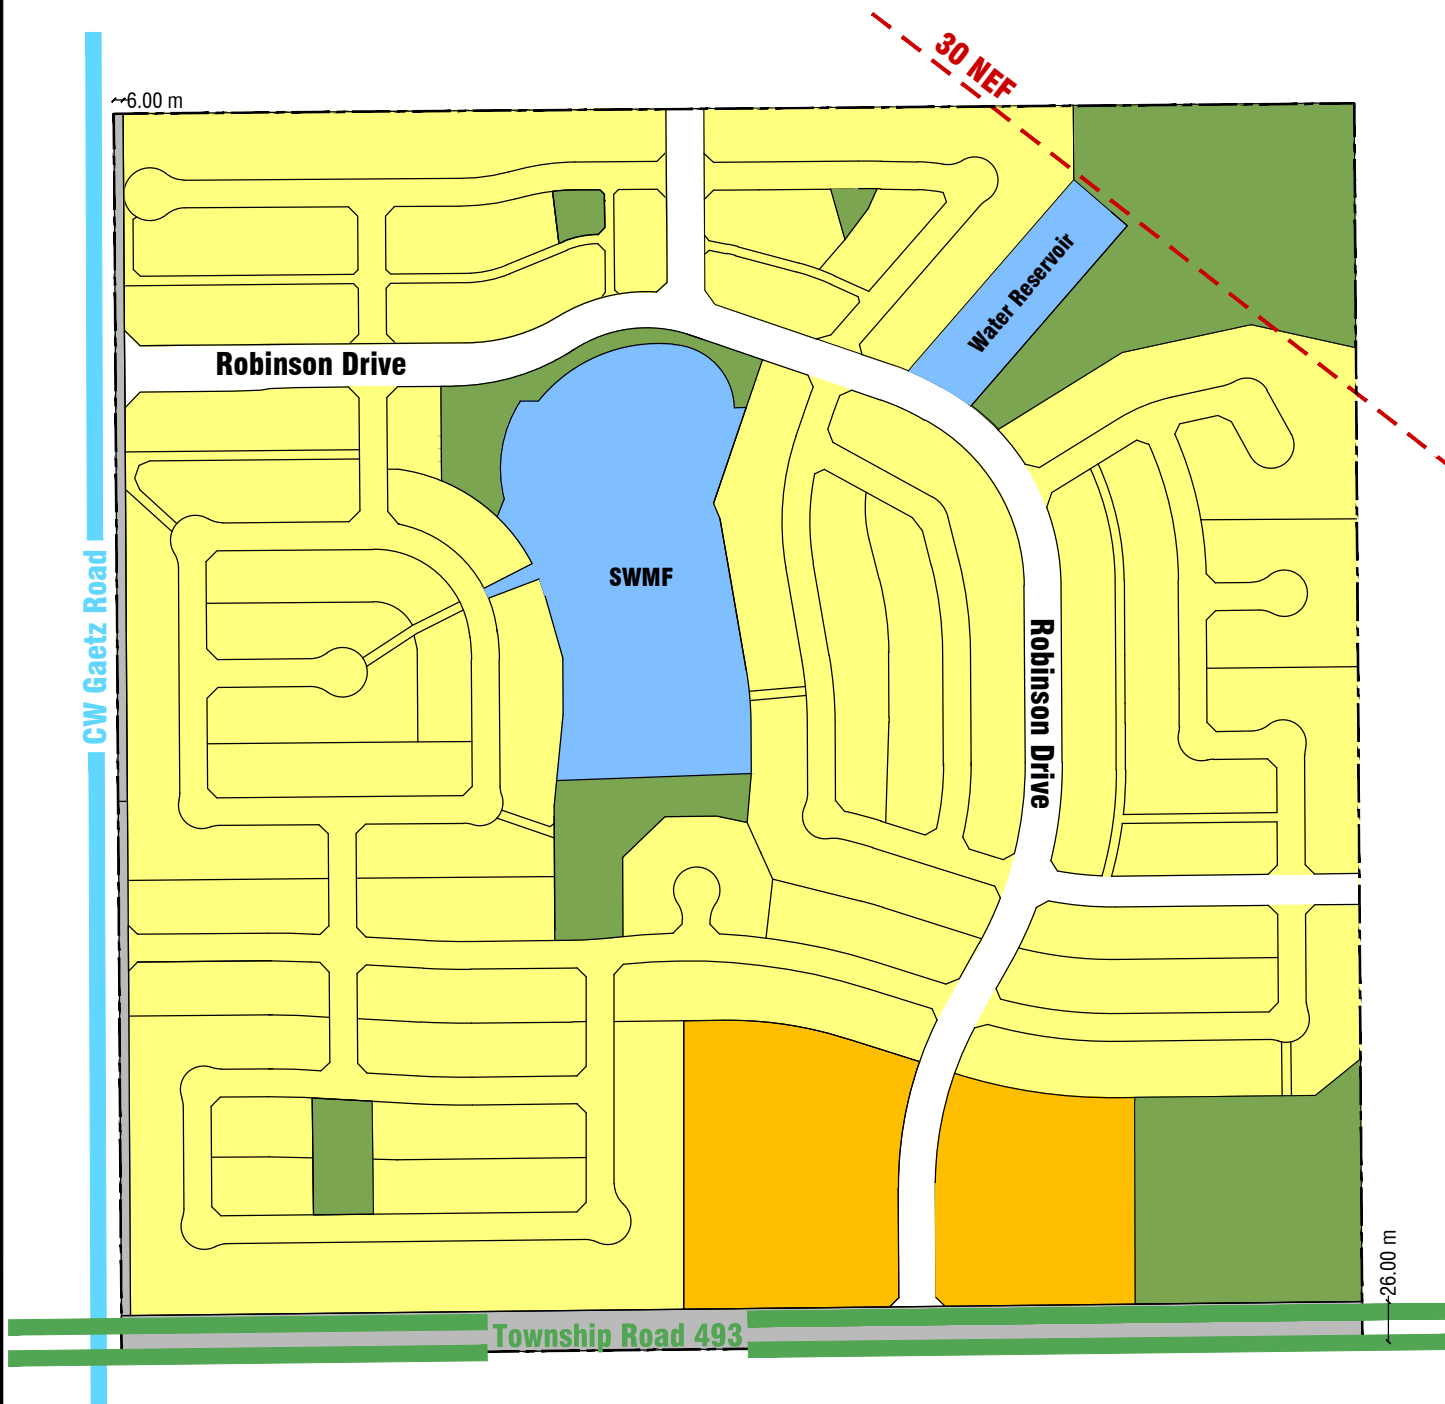 30 NEF
6.00 m
Water Reservoir
Robinson Drive
SWMF
CW Gaetz Road
Robinson Drive
26.00 m
Township Road 493